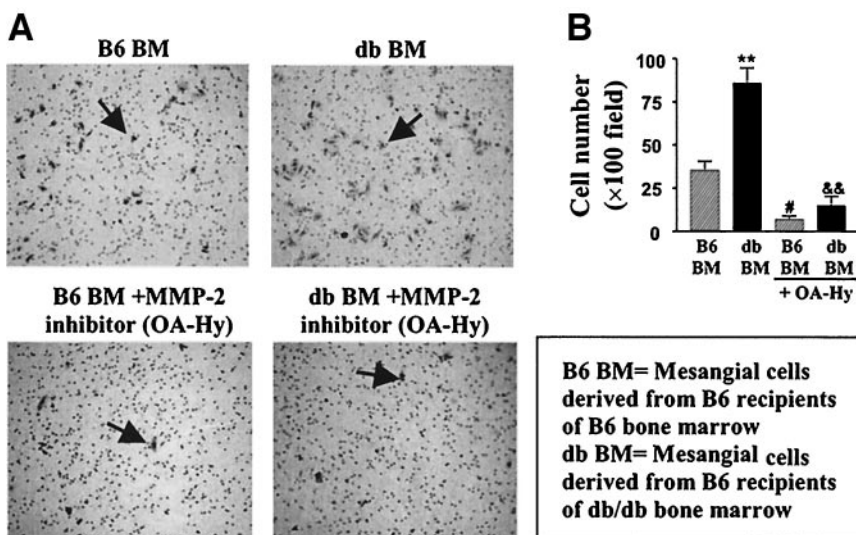 A
B6 BM
db BM
B6 BM +MMP-2
inhibitor (OA-Hy)
db BM +MMP-2
inhibitor (OA-Hy)
B
Cell number
(×100 field)
100
75
50
25
0
**
#
&&
B6 db B6 db
BM BM BM BM
+ OA-Hy
B6 BM= Mesangial cells
derived from B6 recipients
of B6 bone marrow
db BM= Mesangial cells
derived from B6 recipients
of db/db bone marrow